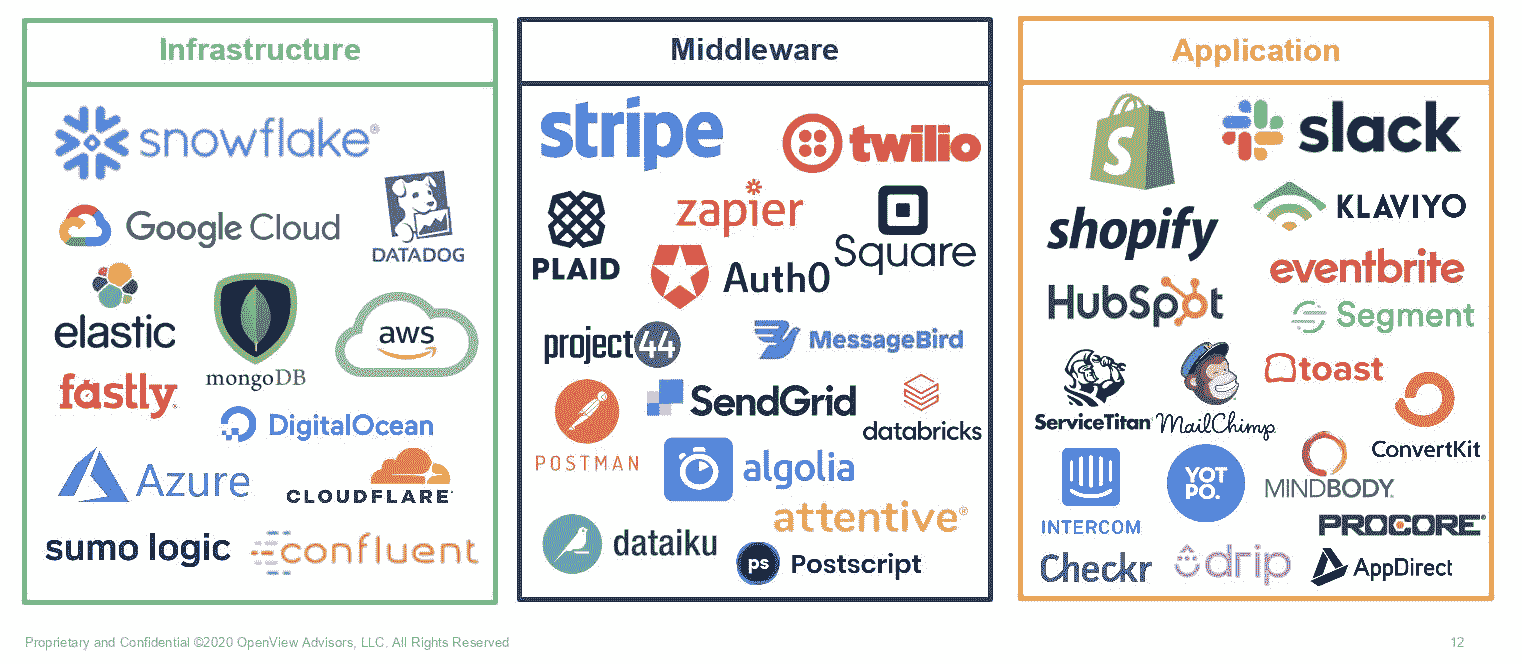 Infrastructure
snowflake®
Google Cloud
DATADOG
elastic
mongoDB
aws
fastly
DigitalOcean
Azure
CLOUDFLARE
sumo logic
confluent
Middleware
stripe
twilio
PLAID
zapier
Square
Auth0
project44
MessageBird
POSTMAN
SendGrid
databricks
algolia
attentive®
dataiku
ps Postscript
Application
S
shopify
slack
KLAVIYO
eventbrite
HubSpot
Segment
ServiceTitan
MailChimp
toast
ConvertKit
INTERCOM
YOT
PO.
MINDBODY
PROCORE®
Checkr
drip
AppDirect
Proprietary and Confidential ©2020 OpenView Advisors, LLC. All Rights Reserved
12